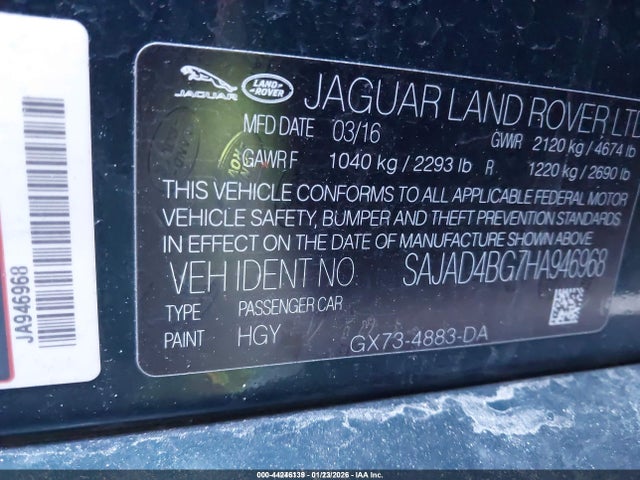 JAGUAR
LAND
ROVER
JAGUAR LAND ROVER LT
MFD DATE 03/16 GVWR 2120 kg / 4674 lb
GAWR F 1040 kg / 2293 lb R 1220 kg / 2690 lb
THIS VEHICLE CONFORMS TO ALL APPLICABLE FEDERAL MOTOR
VEHICLE SAFETY, BUMPER AND THEFT PREVENTION STANDARDS
IN EFFECT ON THE DATE OF MANUFACTURE SHOWN ABOVE
VEH IDENT NO. SAJAD4BG7HA946968
TYPE PASSENGER CAR
PAINT HGY GX73-4883-DA
JA946968
000-44246139 - 01/23/2026 - IAA Inc.